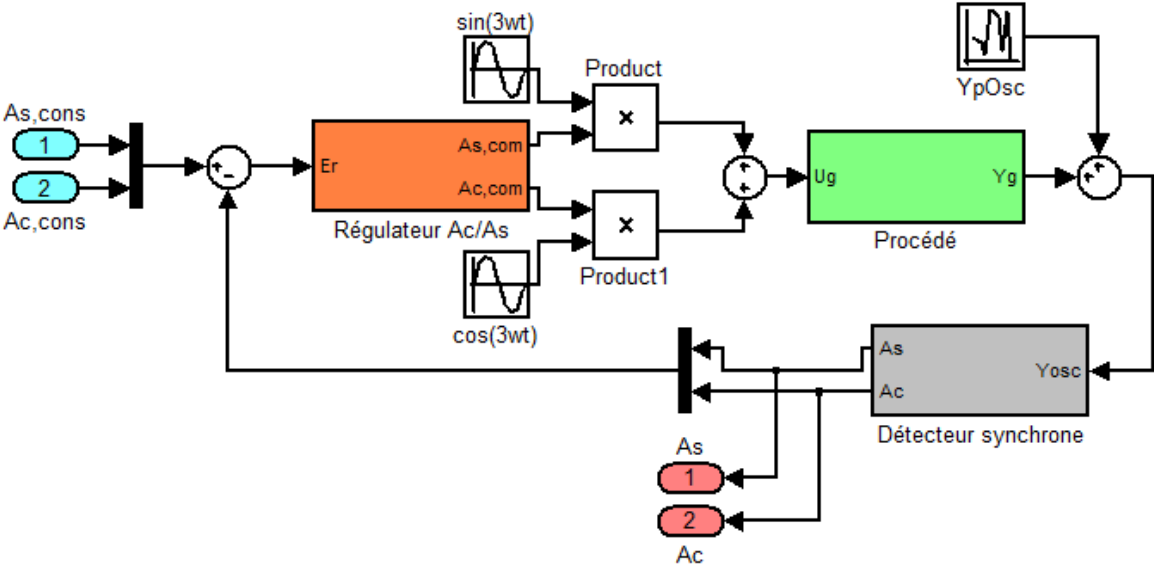 sin(3wt)
Product
×
YpOsc
As,cons
1
2
Ac,cons
+
−
Er
As,com
Ac,com
Régulateur Ac/As
×
Product1
cos(3wt)
+
+
Ug
Yg
Procédé
+
+
As
Ac
Yosc
Détecteur synchrone
As
1
2
Ac